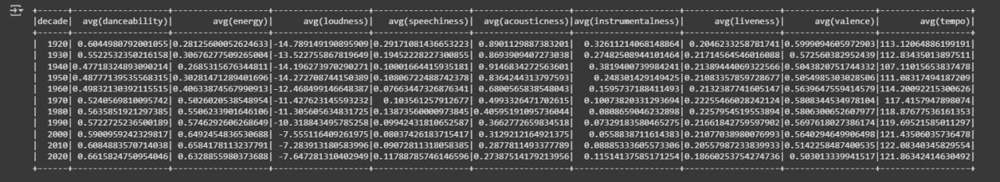 +------+------------------+-------------------+-------------------+-------------------+-------------------+---------------------+-------------------+------------------+------------------+
|decade| avg(danceability)| avg(energy)| avg(loudness)| avg(speechiness)| avg(acousticness)|avg(instrumentalness)| avg(liveness)| avg(valence)| avg(tempo)|
+------+------------------+-------------------+-------------------+-------------------+-------------------+---------------------+-------------------+------------------+------------------+
| 1920| 0.6044980792001055|0.28125600052624633|-14.789149190895909|0.29171081436653223| 0.8901129887383201| 0.32611214068148864| 0.2046233258781741| 0.5999094605972903|113.12064886199191|
| 1930| 0.5522532350216158|0.30676277509265004|-13.522755867819649|0.19452228227300855| 0.8693909407273038| 0.27482508944101464|0.21714564546016088| 0.572560382952439|112.83435013897511|
| 1940|0.47718324893090214| 0.2685315676344811| -14.196273970290271|0.10001664415935181| 0.9146834272563601| 0.3819400739984241|0.21389444069322566| 0.5043820751744332|107.11015653837478|
| 1950|0.48777139535568315|0.30281471289401696|-14.272708744150389|0.10806722488742378| 0.8364244313797593| 0.248301429149425|0.21083357859728677| 0.5054985303028506| 111.08317494187209|
| 1960|0.49832130392115515|0.40633874567990913|-12.468499146648387|0.07663447326876341| 0.6800565838548043| 0.1595737188411493| 0.2132387741605147| 0.5639647559414579|114.20092215300626|
| 1970| 0.5240569810095742| 0.5026020538548954| -11.427623145593232| 0.103561257912677| 0.4993326471702615| 0.10073820331293694|0.22255466028242124| 0.5808344534978104| 117.4157947898074|
| 1980| 0.5635851921297385| 0.5506233901646106| -11.305605634831725| 0.1387356000097384​5|0.40595191095736044| 0.0808659046232898| 0.2257954519553894| 0.5806300652607977|118.87677536161353|
| 1990| 0.5722725236500189| 0.5746292606268649|-10.318843495785258|0.09942431810652587| 0.3662772659834518| 0.07329183580465275|0.21661842759597902| 0.5697618027386174|119.69521585011297|
| 2000| 0.5900959242329817| 0.6492454836530688| -7.555116409261975|0.08037426183715417| 0.3129212164921375| 0.0558838711614383|0.21077038980076993| 0.5640294649906498|121.43506035736478|
| 2010| 0.6084883570714038| 0.6584178113237791| -7.283913180583996|0.09072811318058385| 0.2877811493377789| 0.08885333605573306|0.20557987233839933| 0.5142258487400535|122.08340345829554|
| 2020| 0.6615824750954046| 0.6328855980373688| -7.647281310402949|0.11788785746146596|0.27387514179213956| 0.11514137585171254| 0.1866025375427​4736| 0.503013339941517|121.86342414630492|
+------+------------------+-------------------+-------------------+-------------------+-------------------+---------------------+-------------------+------------------+------------------+